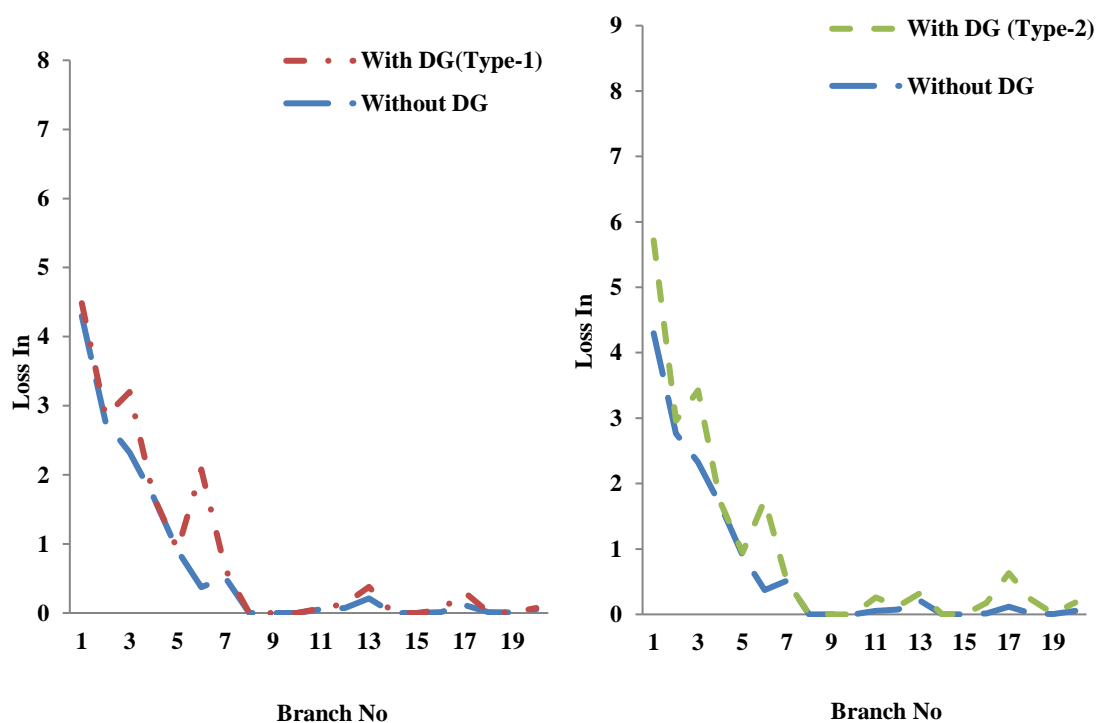 With DG(Type-1)
Without DG
8
7
6
5
4
3
2
1
0
Loss In
1 3 5 7 9 11 13 15 17 19
Branch No
With DG (Type-2)
Without DG
9
8
7
6
5
4
3
2
1
0
Loss In
1 3 5 7 9 11 13 15 17 19
Branch No